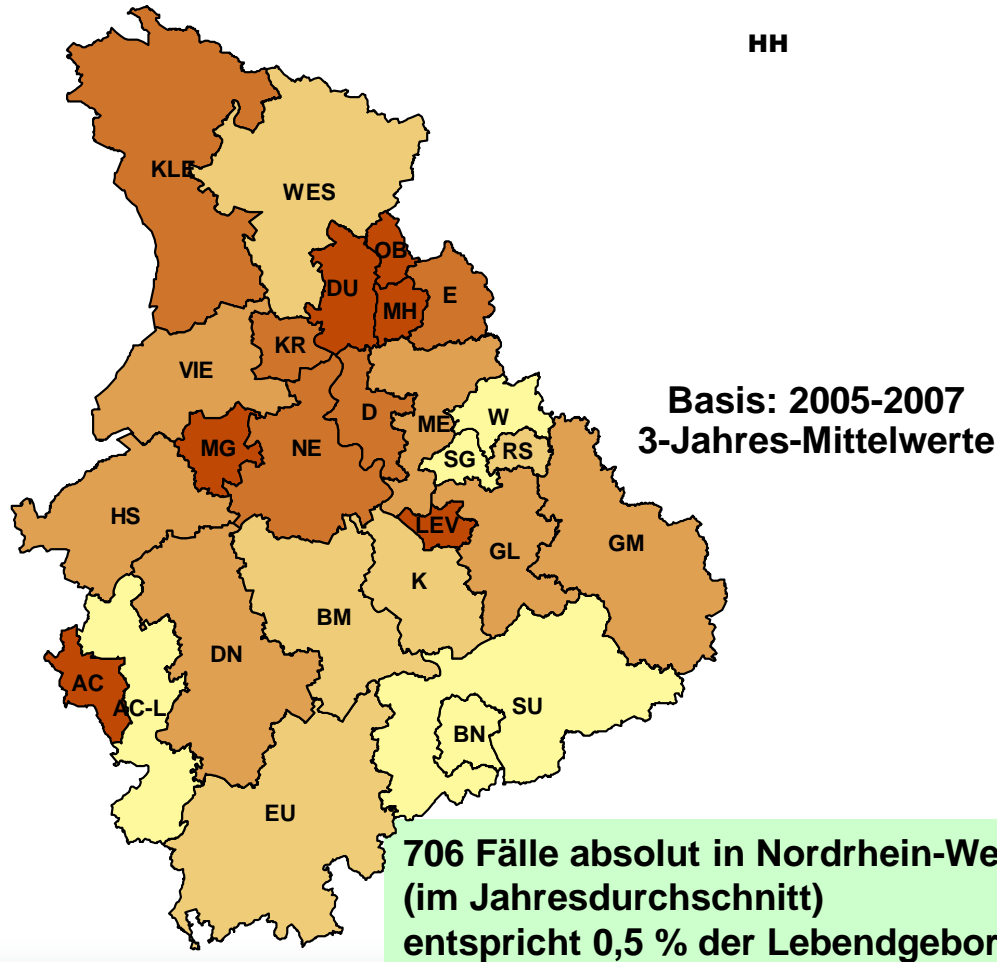 HH
KLE
WES
OB
DU
MH
E
KR
VIE
D
ME
W
Basis: 2005-2007
3-Jahres-Mittelwerte
MG
NE
SG
RS
HS
LEV
GL
GM
K
BM
DN
AC
AC-L
SU
BN
EU
706 Fälle absolut in Nordrhein-We
(im Jahresdurchschnitt)
entspricht 0,5 % der Lebendgebor